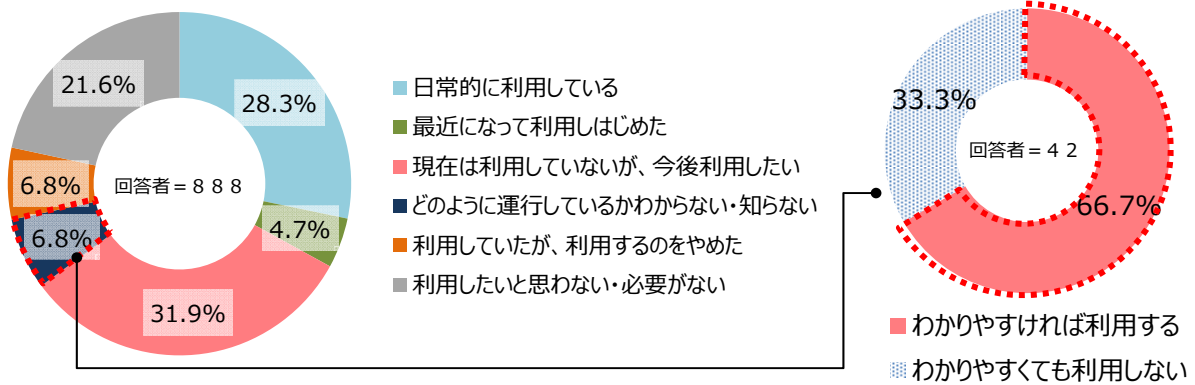 28.3%
4.7%
31.9%
6.8%
6.8%
21.6%
回答者=８８８
日常的に利用している
最近になって利用しはじめた
現在は利用していないが、今後利用したい
どのように運行しているかわからない・知らない
利用していたが、利用するのをやめた
利用したいと思わない・必要がない
33.3%
回答者=４２
66.7%
わかりやすければ利用する
わかりやすくても利用しない